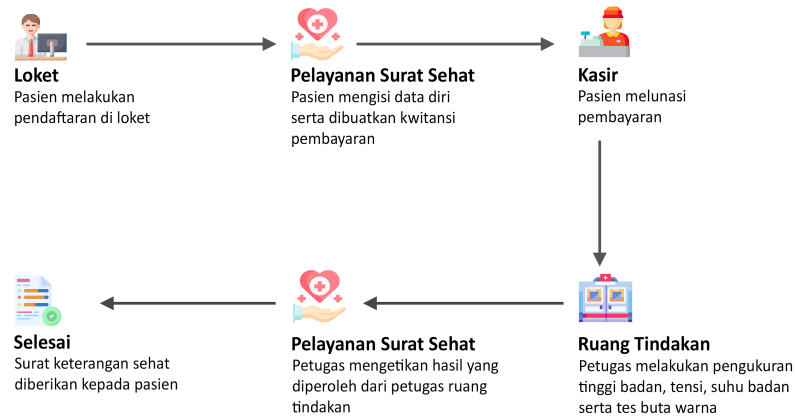 Loket
Pasien melakukan
pendaftaran di loket
Pelayanan Surat Sehat
Pasien mengisi data diri
serta dibuatkan kwitansi
pembayaran
Kasir
Pasien melunasi
pembayaran
Ruang Tindakan
Petugas melakukan pengukuran
tinggi badan, tensi, suhu badan
serta tes buta warna
Pelayanan Surat Sehat
Petugas mengetikan hasil yang
diperoleh dari petugas ruang
tindakan
Selesai
Surat keterangan sehat
diberikan kepada pasien